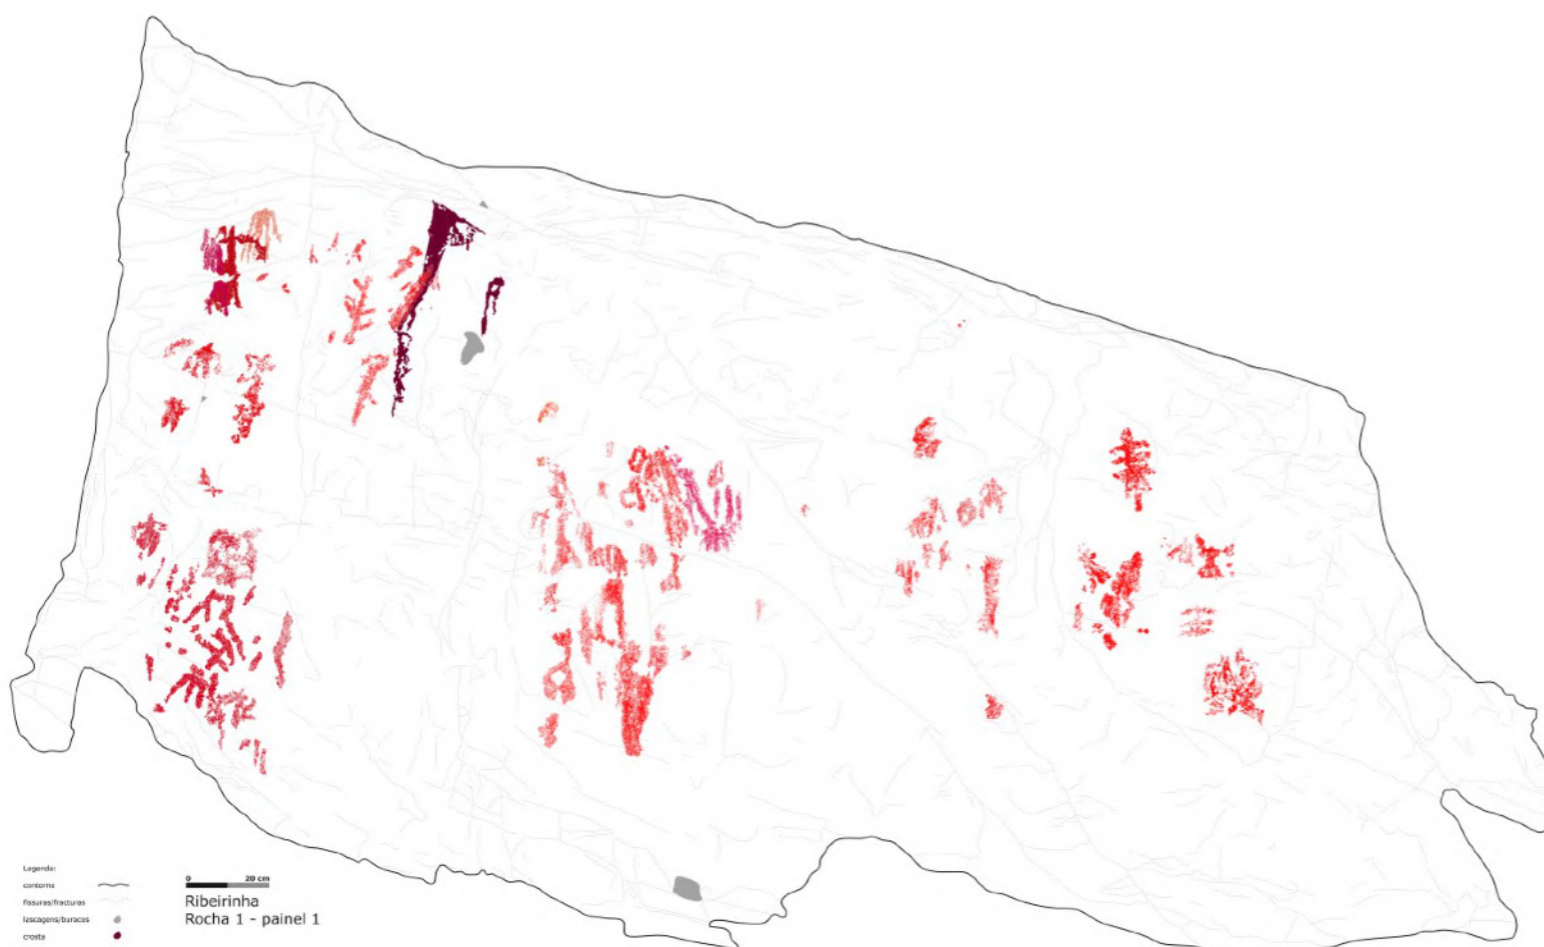 Legenda:
contorno
fissuras/fracturas
lascagens/buracos
crosta
0 20 cm
Ribeirinha
Rocha 1 - painel 1